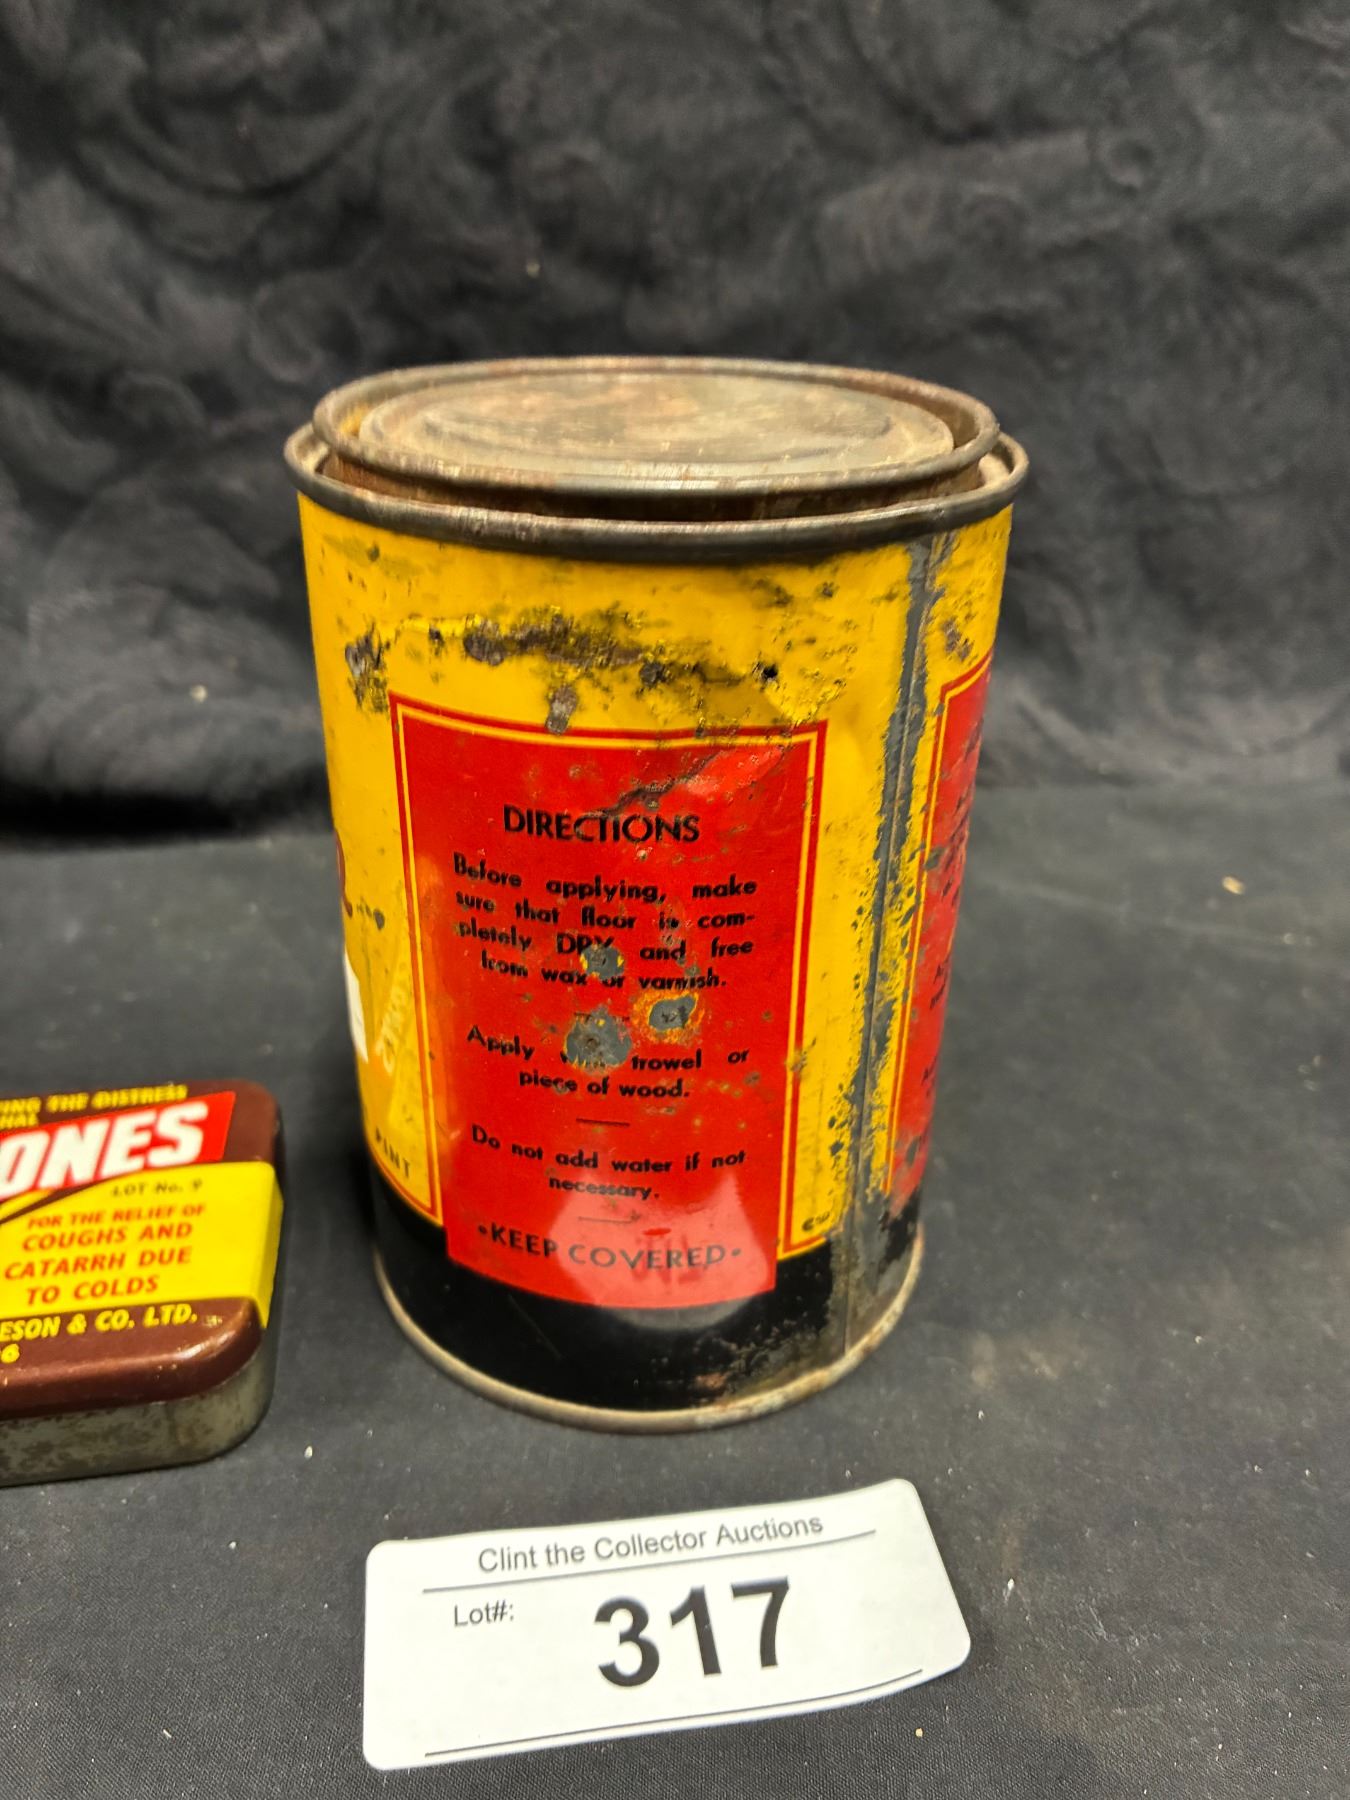 DIRECTIONS
Before applying, make
sure that floor is com-
pletely DRY and free
from wax or varnish.
Apply with trowel or
piece of wood.
Do not add water if not
necessary.
•KEEP COVERED•
PINT
ING THE DISTRESS
ONES
LOT No. 9
FOR THE RELIEF OF
COUGHS AND
CATARRH DUE
TO COLDS
ESON & CO. LTD.
6
Clint the Collector Auctions
Lot#:
317